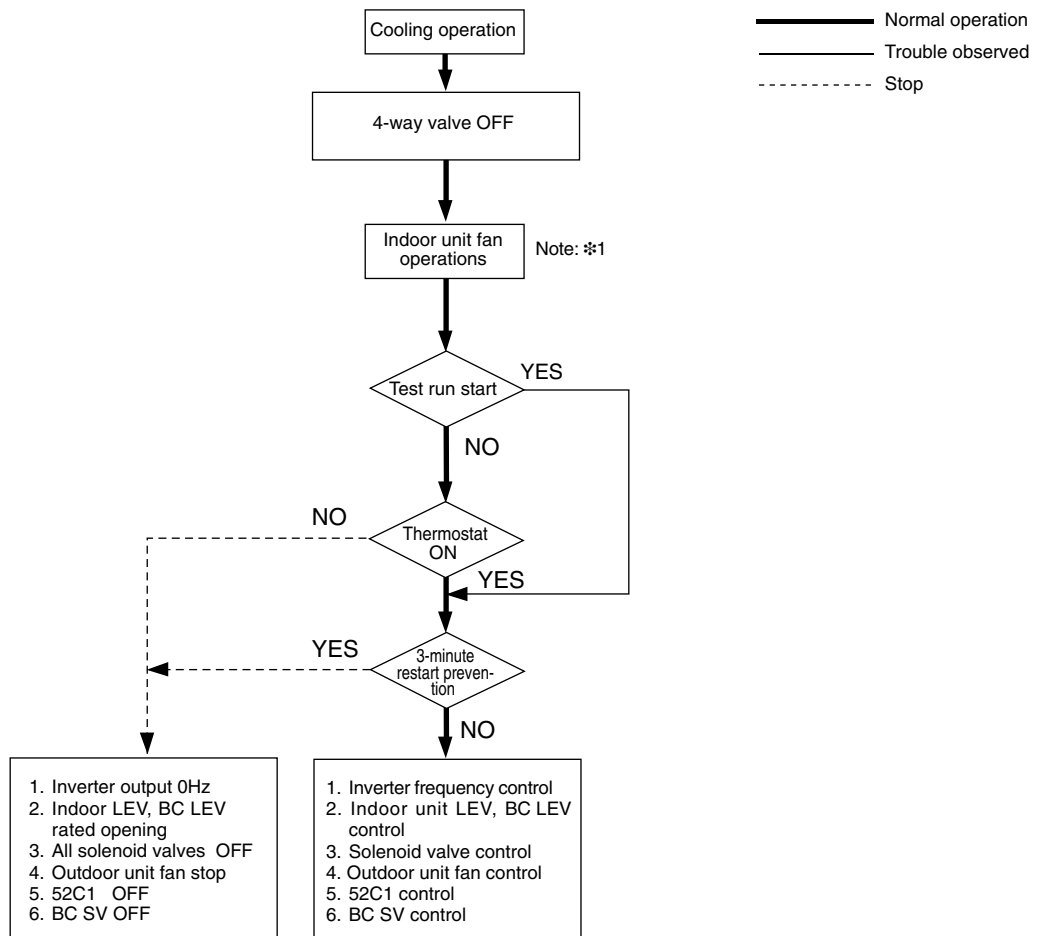 Cooling operation
Normal operation
Trouble observed
Stop
4-way valve OFF
Indoor unit fan
operations
Note: ✻1
Test run start
YES
NO
NO
Thermostat
ON
YES
YES
3-minute
restart preven-
tion
NO
1. Inverter output 0Hz
2. Indoor LEV, BC LEV
rated opening
3. All solenoid valves OFF
4. Outdoor unit fan stop
5. 52C1 OFF
6. BC SV OFF
1. Inverter frequency control
2. Indoor unit LEV, BC LEV
control
3. Solenoid valve control
4. Outdoor unit fan control
5. 52C1 control
6. BC SV control